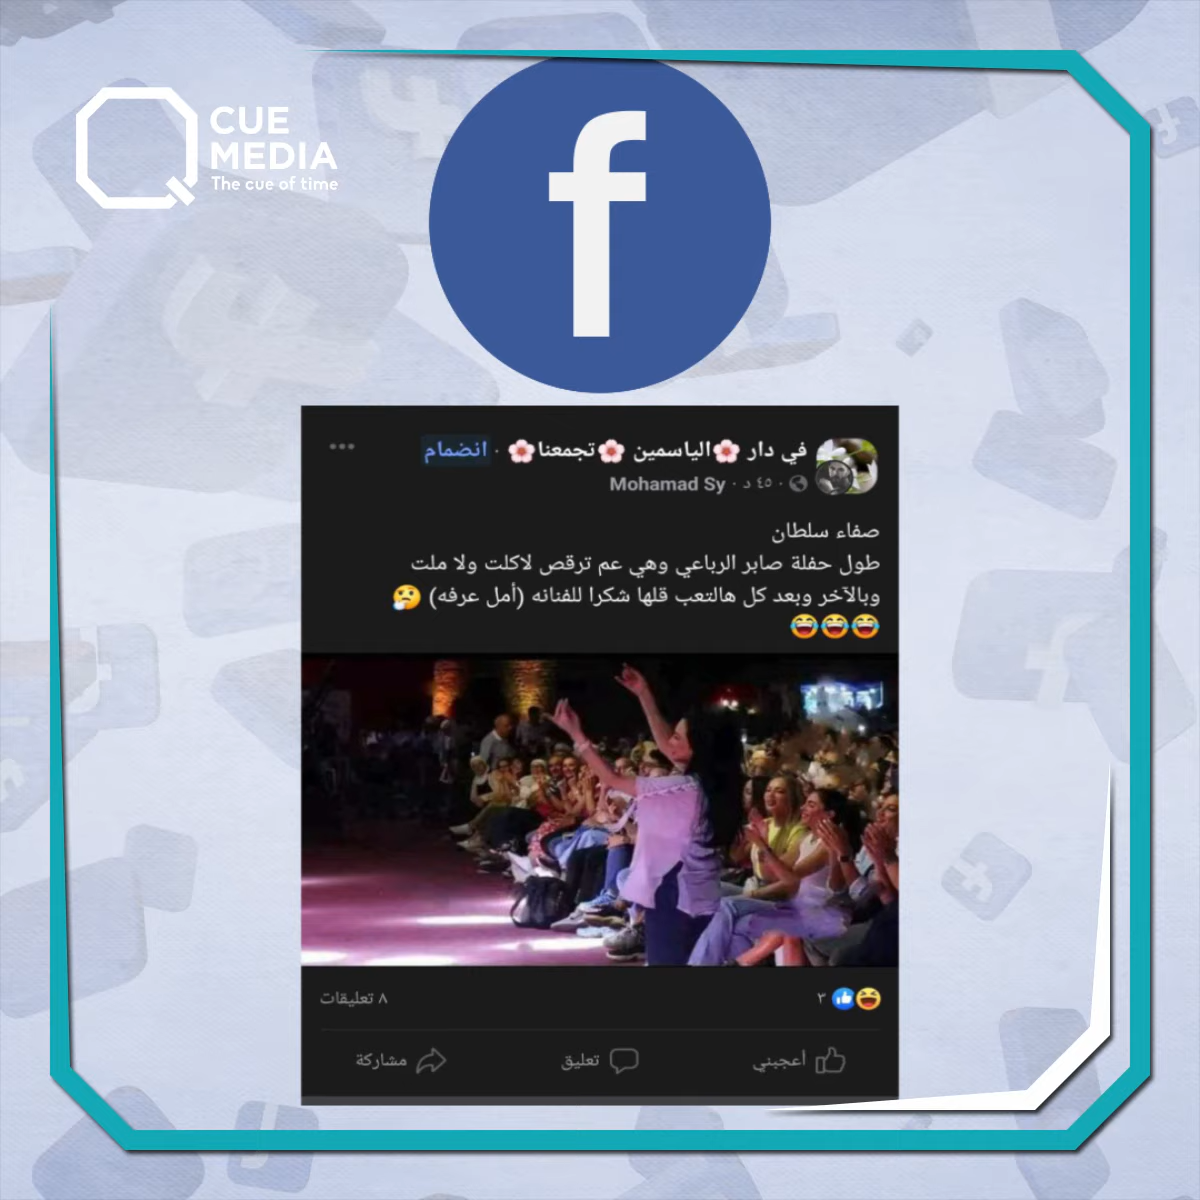 CUE
MEDIA
The cue of time
f
في دار 🌸الياسمين 🌸تجمعنا🌸 · انضمام
Mohamad Sy · ٤٥ د ·
صفاء سلطان
طول حفلة صابر الرباعي وهي عم ترقص لاكلت ولا ملت
وبالآخر وبعد كل هالتعب قلها شكرا للفنانه (أمل عرفه) 🤔
😂😂😂
٣
٨ تعليقات
أعجبني
تعليق
مشاركة